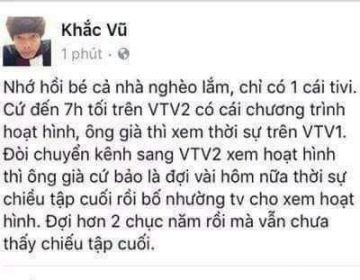 Khắc Vũ
1 phút ·
Nhớ hồi bé cả nhà nghèo lắm, chỉ có 1 cái tivi.
Cứ đến 7h tối trên VTV2 có cái chương trình
hoạt hình, ông già thì xem thời sự trên VTV1.
Đòi chuyển kênh sang VTV2 xem hoạt hình
thì ông già cứ bảo là đợi vài hôm nữa thời sự
chiếu tập cuối rồi bố nhường tv cho xem hoạt
hình. Đợi hơn 2 chục năm rồi mà vẫn chưa
thấy chiếu tập cuối.